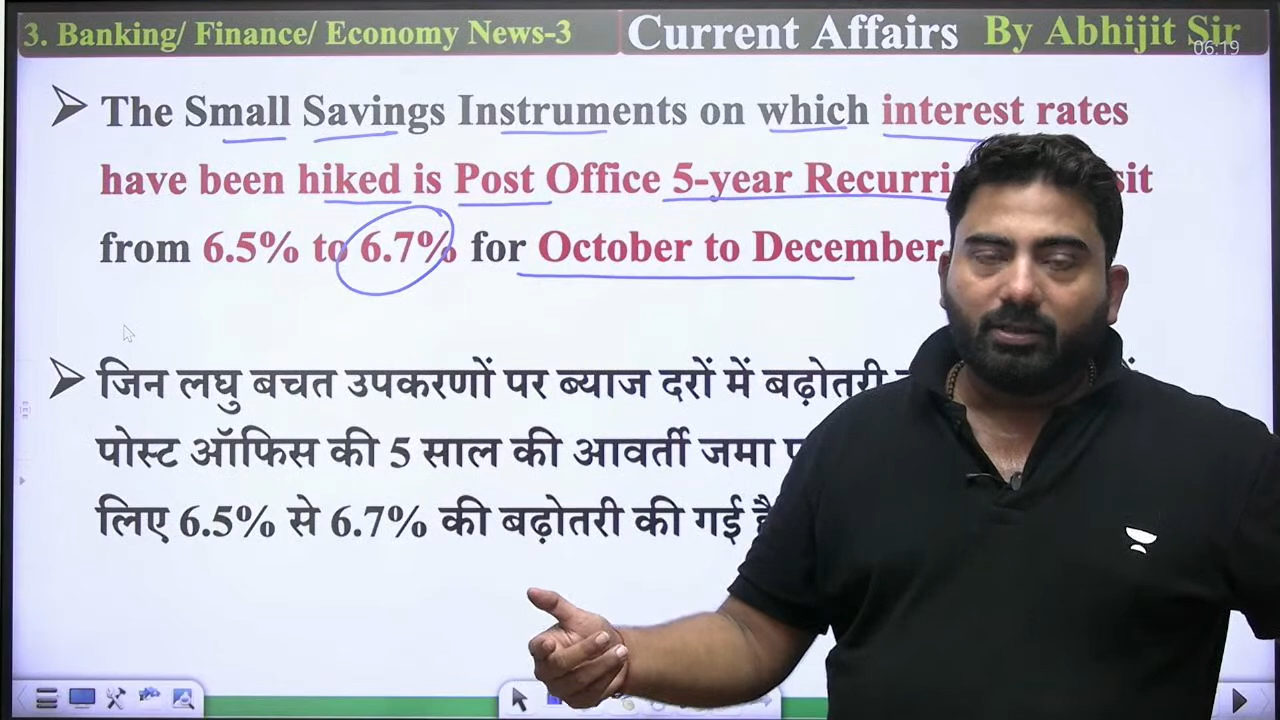 3. Banking/ Finance/ Economy News-3
Current Affairs
By Abhijit Sir
06:19
The Small Savings Instruments on which interest rates
have been hiked is Post Office 5-year
from 6.5% to 6.7% for October to December
जिन लघु बचत उपकरणों पर ब्याज दरों में बढ़ोतरी
पोस्ट ऑफिस की 5 साल की आवर्ती जमा
लिए 6.5% से 6.7% की बढ़ोतरी की गई है